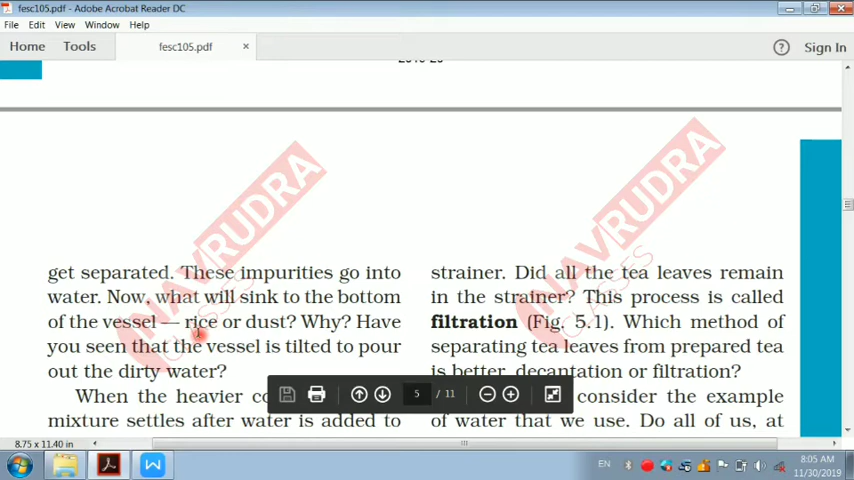 fesc105.pdf - Adobe Acrobat Reader DC
File Edit View Window Help
Home Tools fesc105.pdf × ? Sign In
get separated. These impurities go into
water. Now, what will sink to the bottom
of the vessel — rice or dust? Why? Have
you seen that the vessel is tilted to pour
out the dirty water?
When the heavier co
mixture settles after water is added to
strainer. Did all the tea leaves remain
in the strainer? This process is called
filtration (Fig. 5.1). Which method of
separating tea leaves from prepared tea
is better, decantation or filtration?
consider the example
of water that we use. Do all of us, at
NAVRUDRA
CLASSES
NAVRUDRA
CLASSES
5 / 11
8.75 x 11.40 in
EN
8:05 AM
11/30/2019